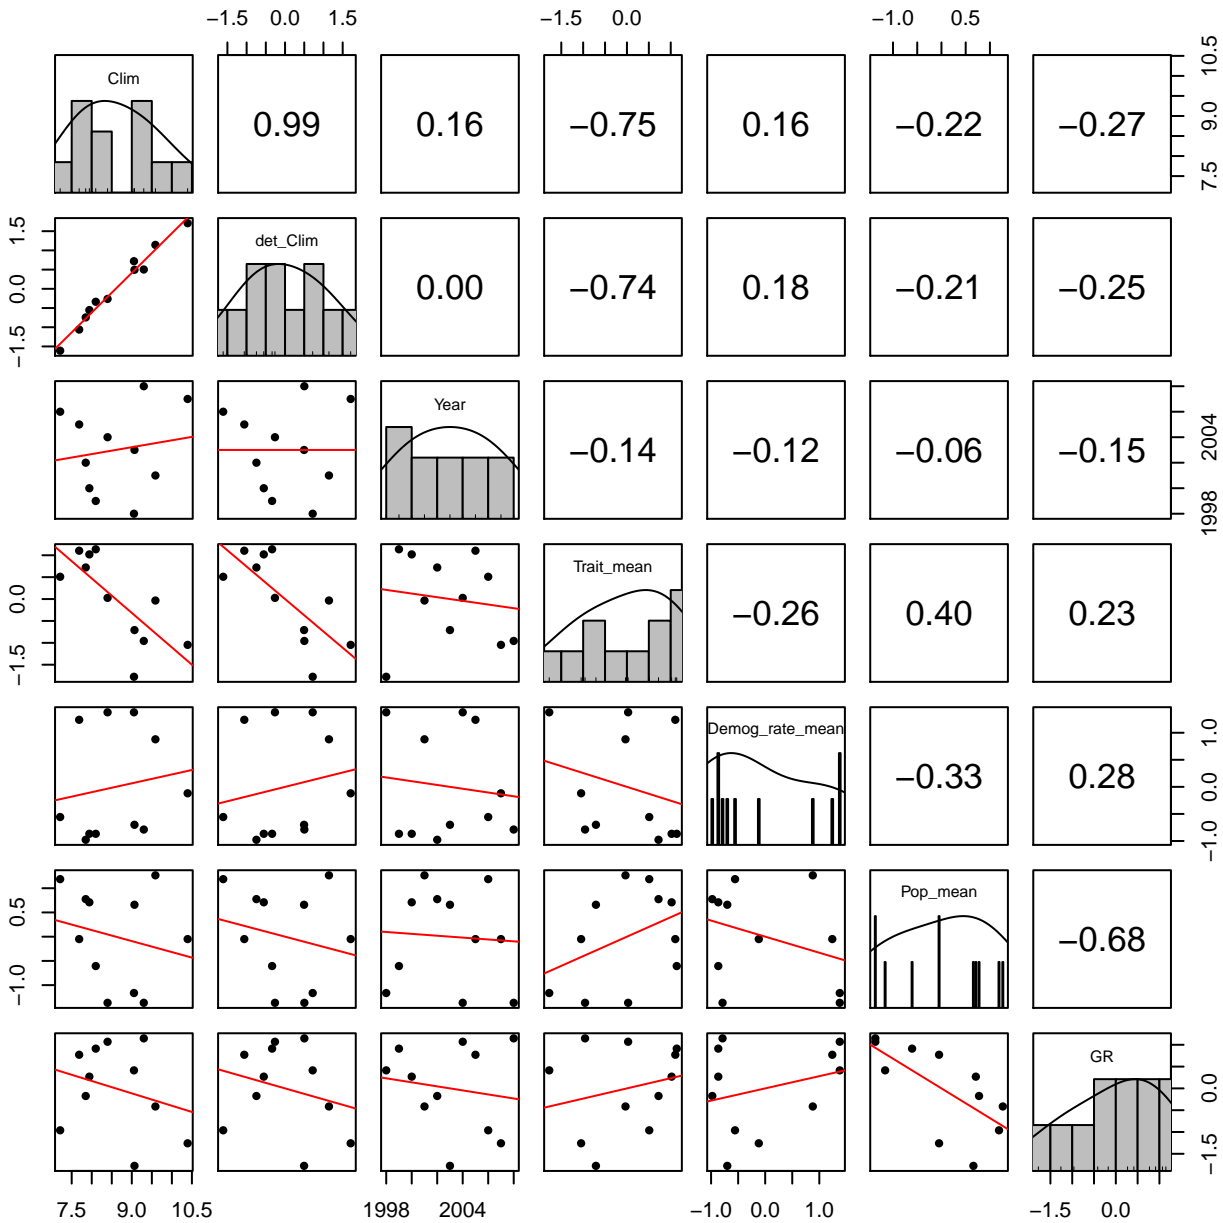 −1.5 0.0 1.5 −1.5 0.0 −1.0 0.5
Clim 0.99 0.16 −0.75 0.16 −0.22 −0.27 7.5 9.0 10.5
−1.5 0.0 1.5 det_Clim 0.00 −0.74 0.18 −0.21 −0.25
Year −0.14 −0.12 −0.06 −0.15 1998 2004
−1.5 0.0 Trait_mean −0.26 0.40 0.23
Demog_rate_mean −0.33 0.28 −1.0 0.0 1.0
−1.0 0.5 Pop_mean −0.68
GR −1.5 0.0
7.5 9.0 10.5 1998 2004 −1.0 0.0 1.0 −1.5 0.0